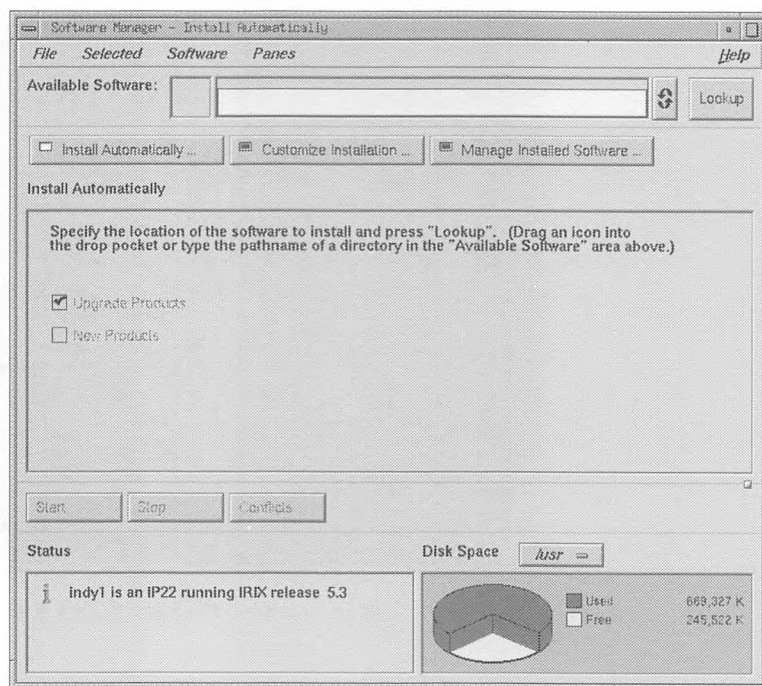 Software Manager - Install Automatically
File Selected Software Panes Help
Available Software:
Lookup
Install Automatically ... Customize Installation ... Manage Installed Software ...
Install Automatically
Specify the location of the software to install and press "Lookup". (Drag an icon into
the drop pocket or type the pathname of a directory in the "Available Software" area above.)
Upgrade Products
New Products
Start Stop Conflicts
Status
Disk Space /usr
i indy1 is an IP22 running IRIX release 5.3
Used 669,327 K
Free 245,522 K